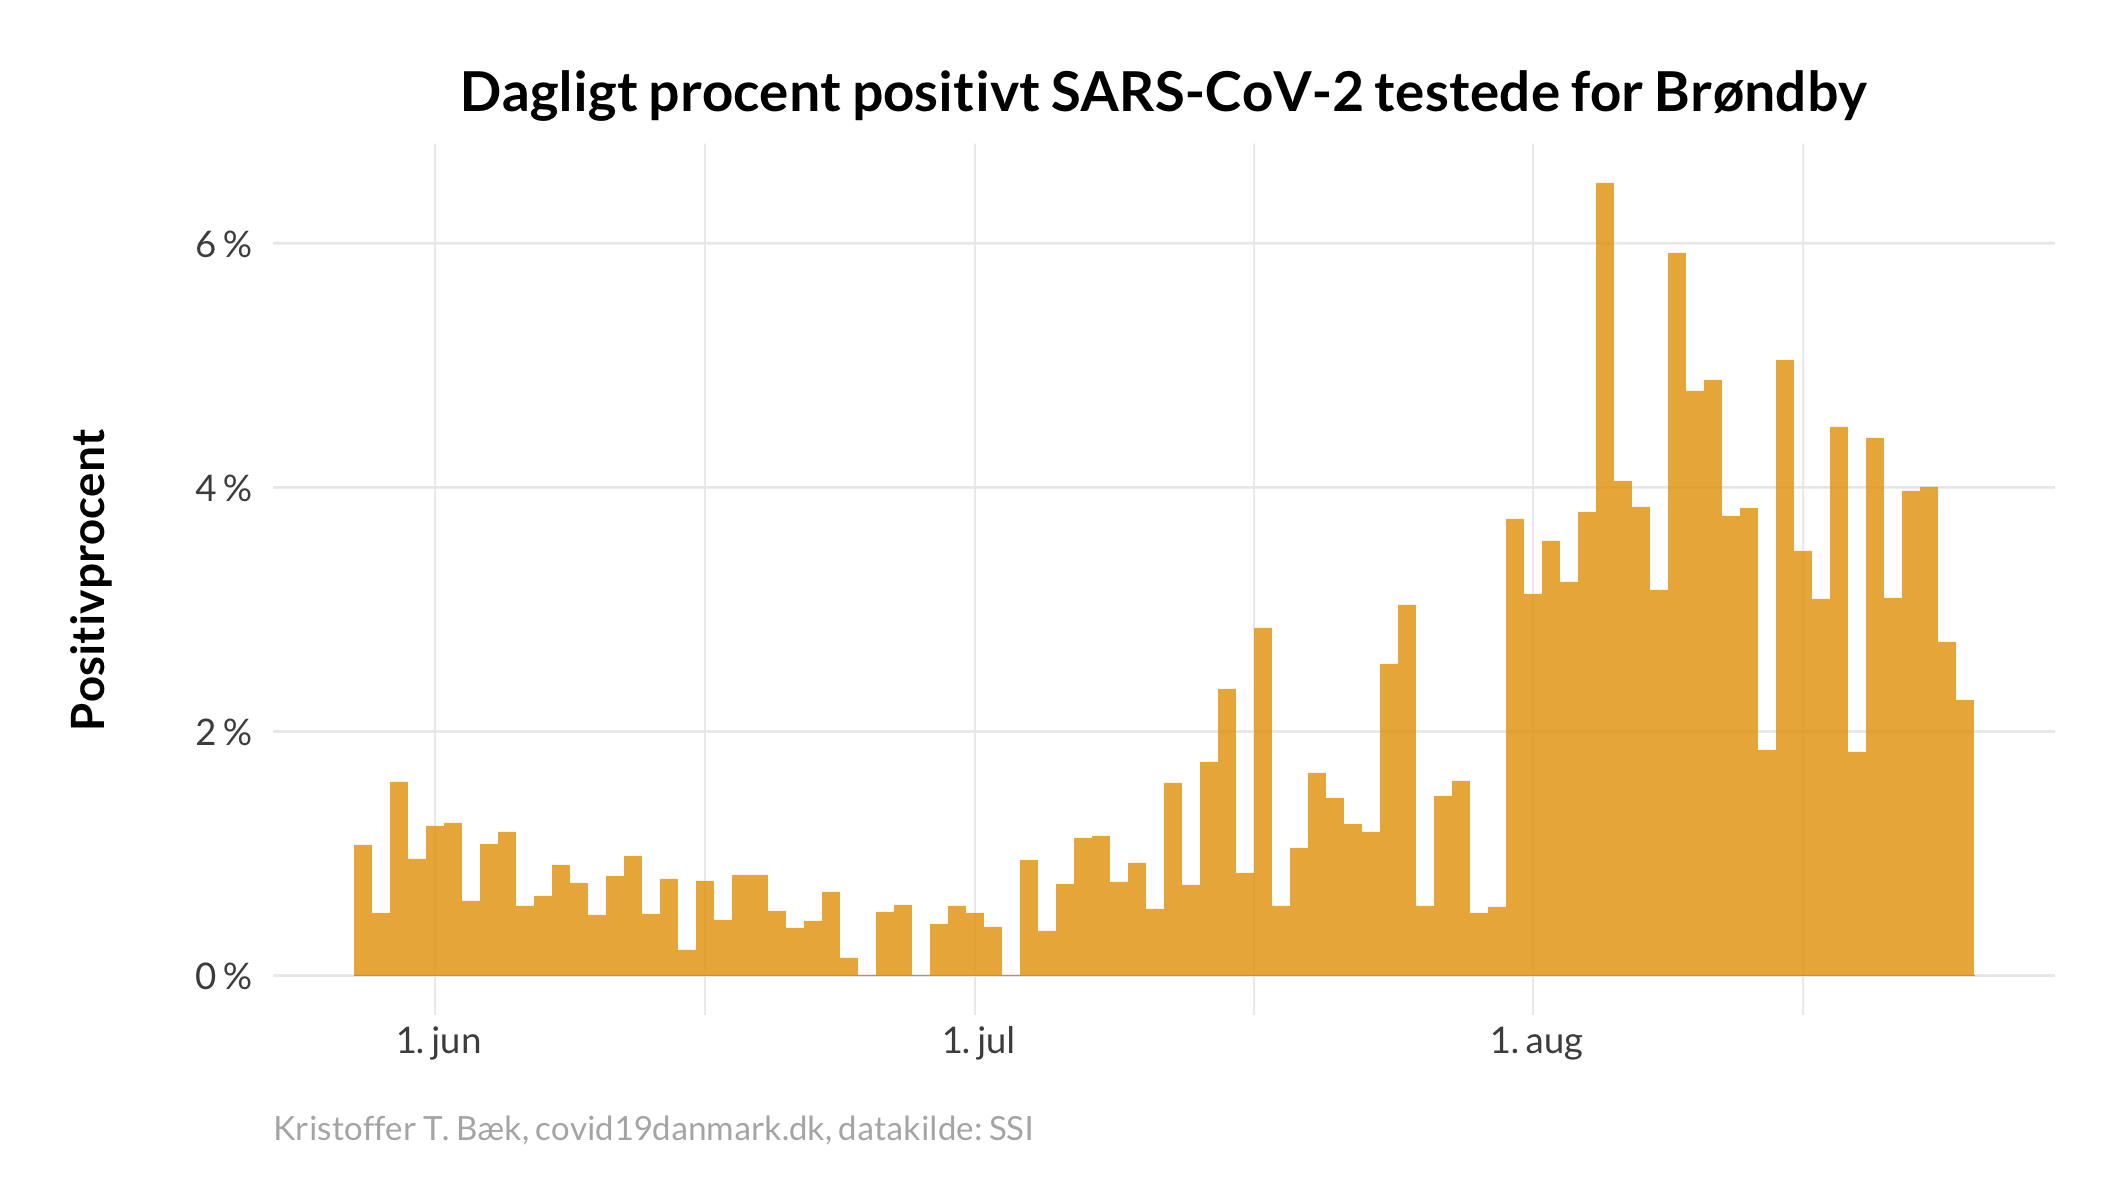 Dagligt procent positivt SARS-CoV-2 testede for Brøndby
Positivprocent
6 %
4 %
2 %
0 %
1. jun
1. jul
1. aug
Kristoffer T. Bæk, covid19danmark.dk, datakilde: SSI